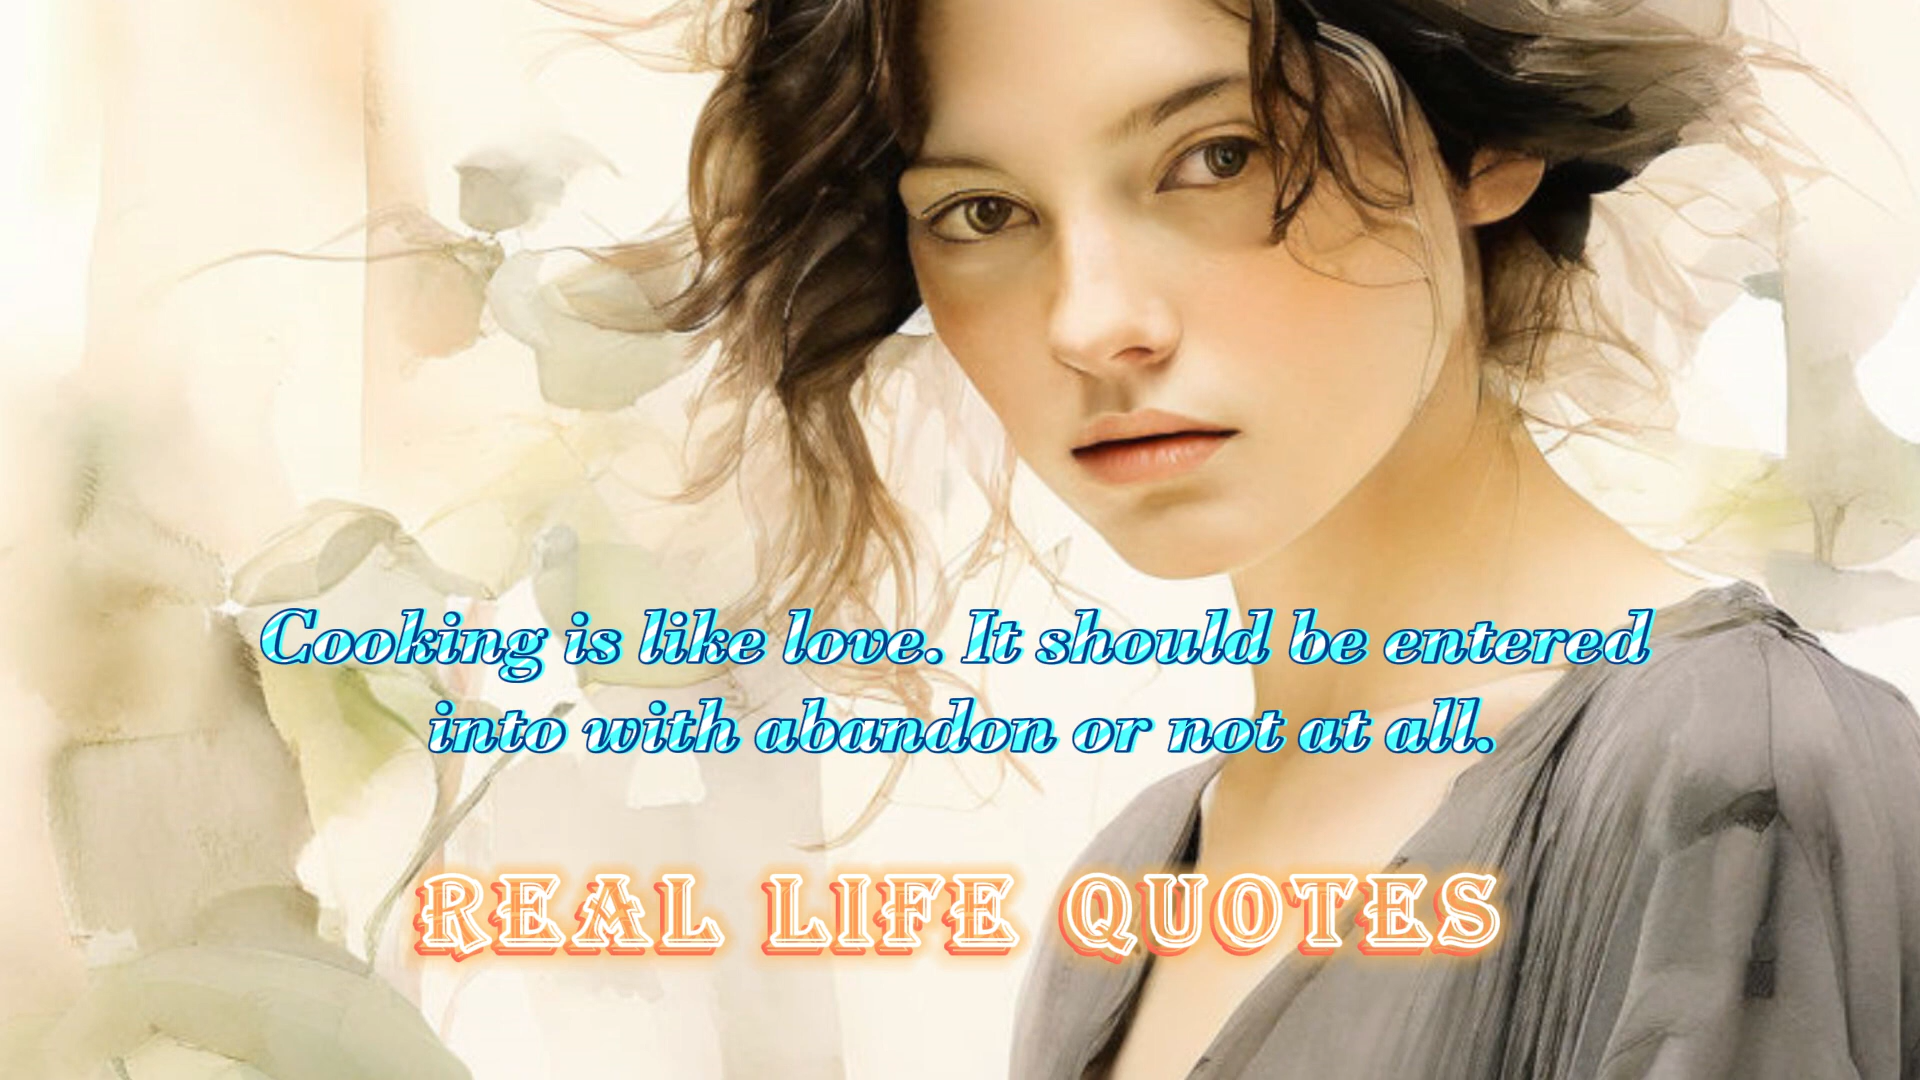 Cooking is like love. It should be entered
into with abandon or not at all.
REAL LIFE QUOTES